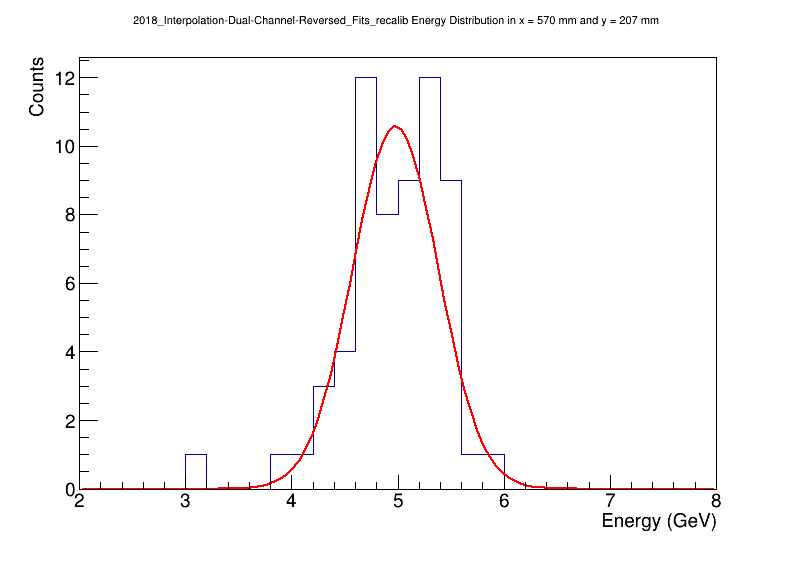 2018_Interpolation-Dual-Channel-Reversed_Fits_recalib Energy Distribution in x = 570 mm and y = 207 mm
Counts
12
10
8
6
4
2
0
2 3 4 5 6 7 8
Energy (GeV)